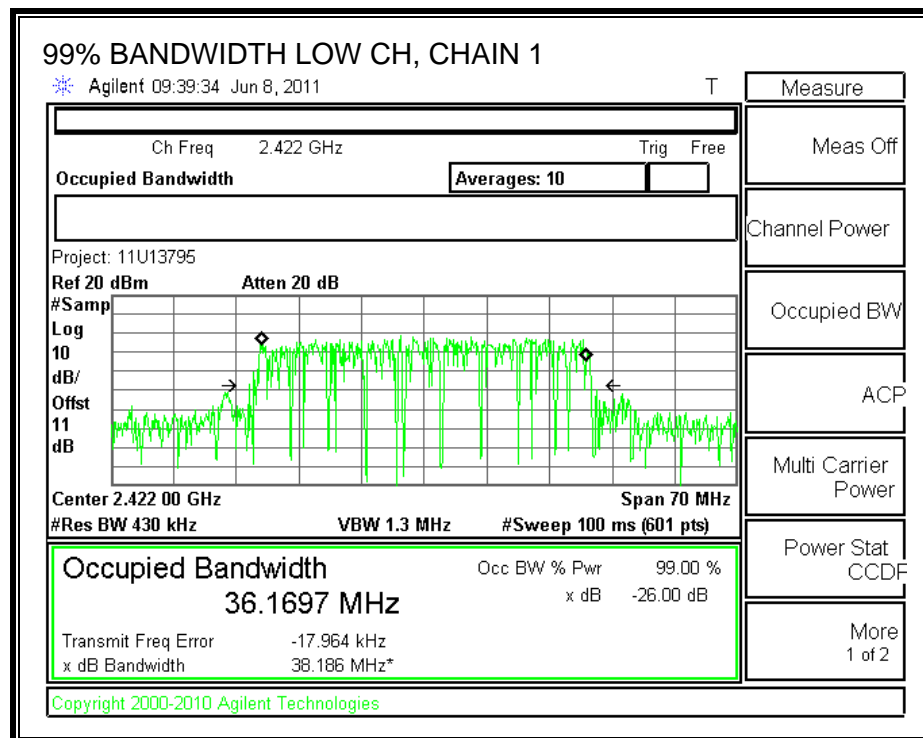 99% BANDWIDTH LOW CH, CHAIN 1
Agilent 09:39:34 Jun 8, 2011 T
Measure
Ch Freq 2.422 GHz Trig Free
Occupied Bandwidth Averages: 10
Project: 11U13795
Ref 20 dBm Atten 20 dB
#Samp
Log
10
dB/
Offst
11
dB
Center 2.422 00 GHz Span 70 MHz
#Res BW 430 kHz VBW 1.3 MHz #Sweep 100 ms (601 pts)
Occupied Bandwidth Occ BW % Pwr 99.00 %
36.1697 MHz x dB -26.00 dB
Transmit Freq Error -17.964 kHz
x dB Bandwidth 38.186 MHz*
Copyright 2000-2010 Agilent Technologies
Meas Off
Channel Power
Occupied BW
ACP
Multi Carrier
Power
Power Stat
CCDF
More
1 of 2